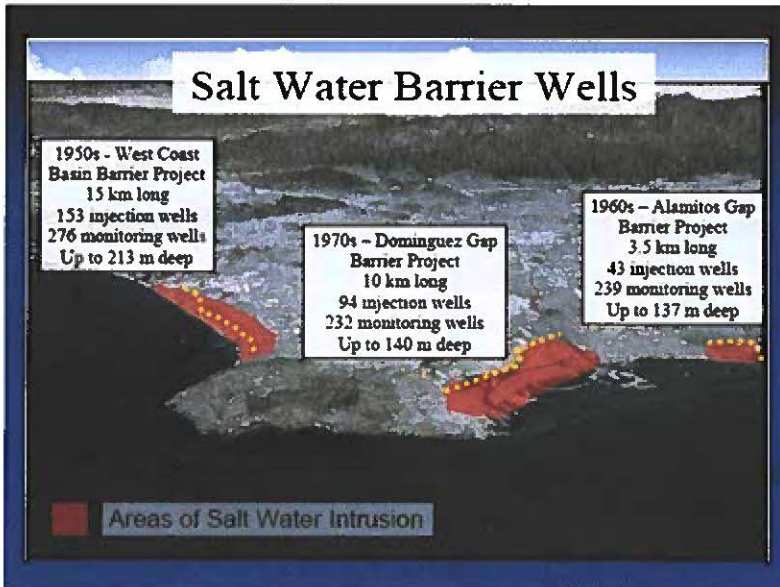 Salt Water Barrier Wells
1950s - West Coast
Basin Barrier Project
15 km long
153 injection wells
276 monitoring wells
Up to 213 m deep
1970s – Dominguez Gap
Barrier Project
10 km long
94 injection wells
232 monitoring wells
Up to 140 m deep
1960s – Alamitos Gap
Barrier Project
3.5 km long
43 injection wells
239 monitoring wells
Up to 137 m deep
Areas of Salt Water Intrusion